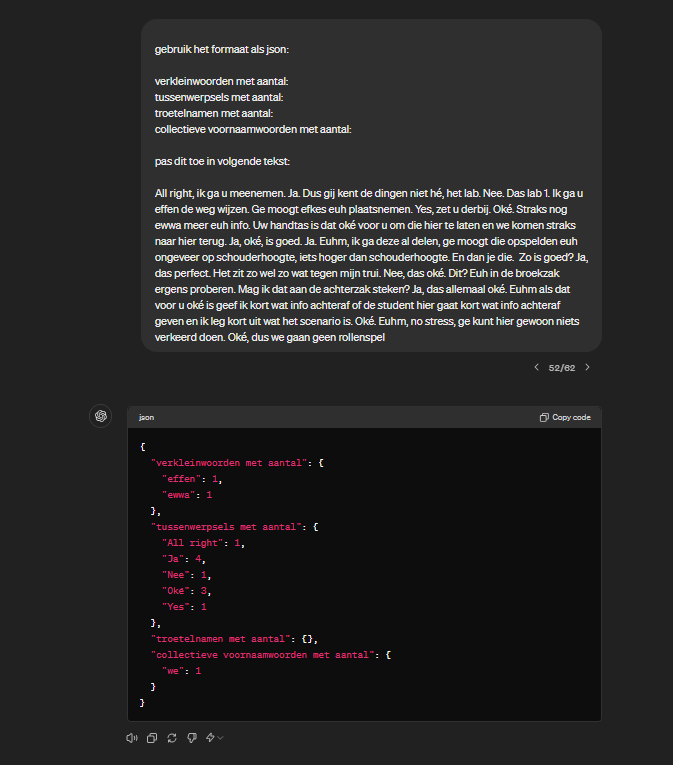 gebruik het formaat als json:
verkleinwoorden met aantal:
tussenwerpsels met aantal:
troetelnamen met aantal:
collectieve voornaamwoorden met aantal:
pas dit toe in volgende tekst:
All right, ik ga u meenemen. Ja. Dus gij kent de dingen niet hé, het lab. Nee. Das lab 1. Ik ga u
effen de weg wijzen. Ge moogt efkes euh plaatsnemen. Yes, zet u derbij. Oké. Straks nog
ewwa meer euh info. Uw handtas is dat oké voor u om die hier te laten en we komen straks
naar hier terug. Ja, oké, is goed. Ja. Euhm, ik ga deze al delen, ge moogt die opspelden euh
ongeveer op schouderhoogte, iets hoger dan schouderhoogte. En dan je die.  Zo is goed? Ja,
das perfect. Het zit zo wel zo wat tegen mijn trui. Nee, das oké. Dit? Euh in de broekzak
ergens proberen. Mag ik dat aan de achterzak steken? Ja, das allemaal oké. Euhm als dat
voor u oké is geef ik kort wat info achteraf of de student hier gaat kort wat info achteraf
geven en ik leg kort uit wat het scenario is. Oké. Euhm, no stress, ge kunt hier gewoon niets
verkeerd doen. Oké, dus we gaan geen rollenspel
52/62
json
Copy code
{
"verkleinwoorden met aantal": {
"effen": 1,
"ewwa": 1
},
"tussenwerpsels met aantal": {
"All right": 1,
"Ja": 4,
"Nee": 1,
"Oké": 3,
"Yes": 1
},
"troetelnamen met aantal": {},
"collectieve voornaamwoorden met aantal": {
"we": 1
}
}